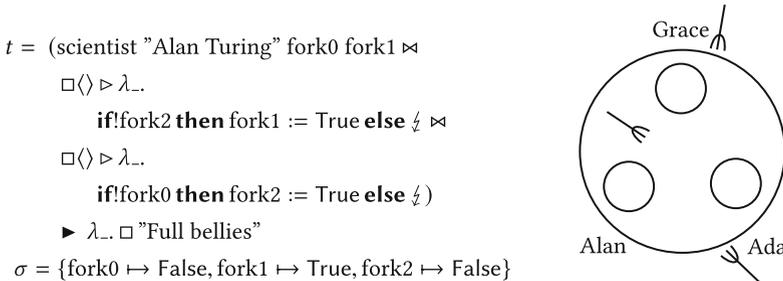 t = (scientist ”Alan Turing” fork0 fork1 ⋈
□⟨⟩ ▷ λ_.
if!fork2 then fork1 := True else ↯ ⋈
□⟨⟩ ▷ λ_.
if!fork0 then fork2 := True else ↯ )
► λ_. □ ”Full bellies”
σ = {fork0 ↦ False, fork1 ↦ True, fork2 ↦ False}
Grace
Alan
Ada